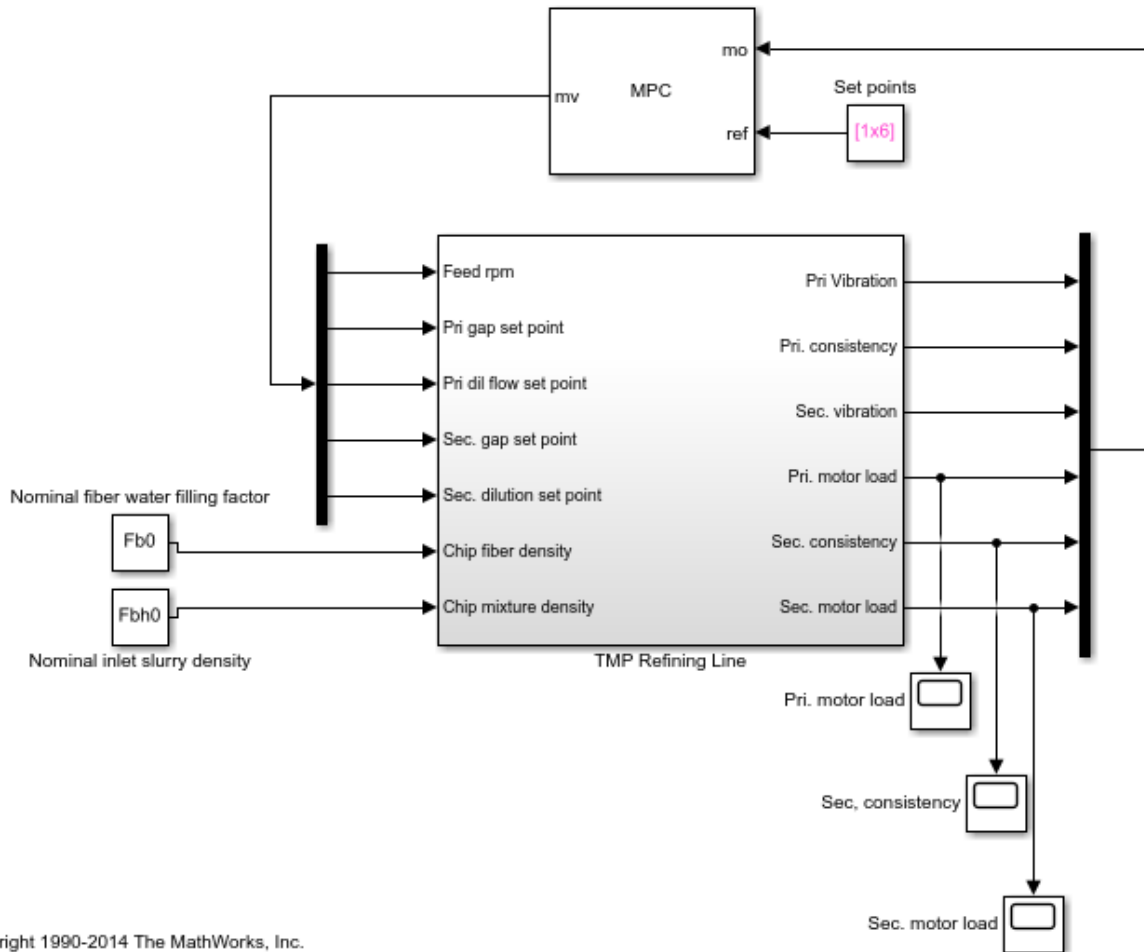 mo
MPC
mv
ref
Set points
[1x6]
Feed rpm
Pri gap set point
Pri dil flow set point
Sec. gap set point
Sec. dilution set point
Chip fiber density
Chip mixture density
Pri Vibration
Pri. consistency
Sec. vibration
Pri. motor load
Sec. consistency
Sec. motor load
Nominal fiber water filling factor
Fb0
Fbh0
Nominal inlet slurry density
TMP Refining Line
Pri. motor load
Sec, consistency
Sec. motor load
right 1990-2014 The MathWorks, Inc.